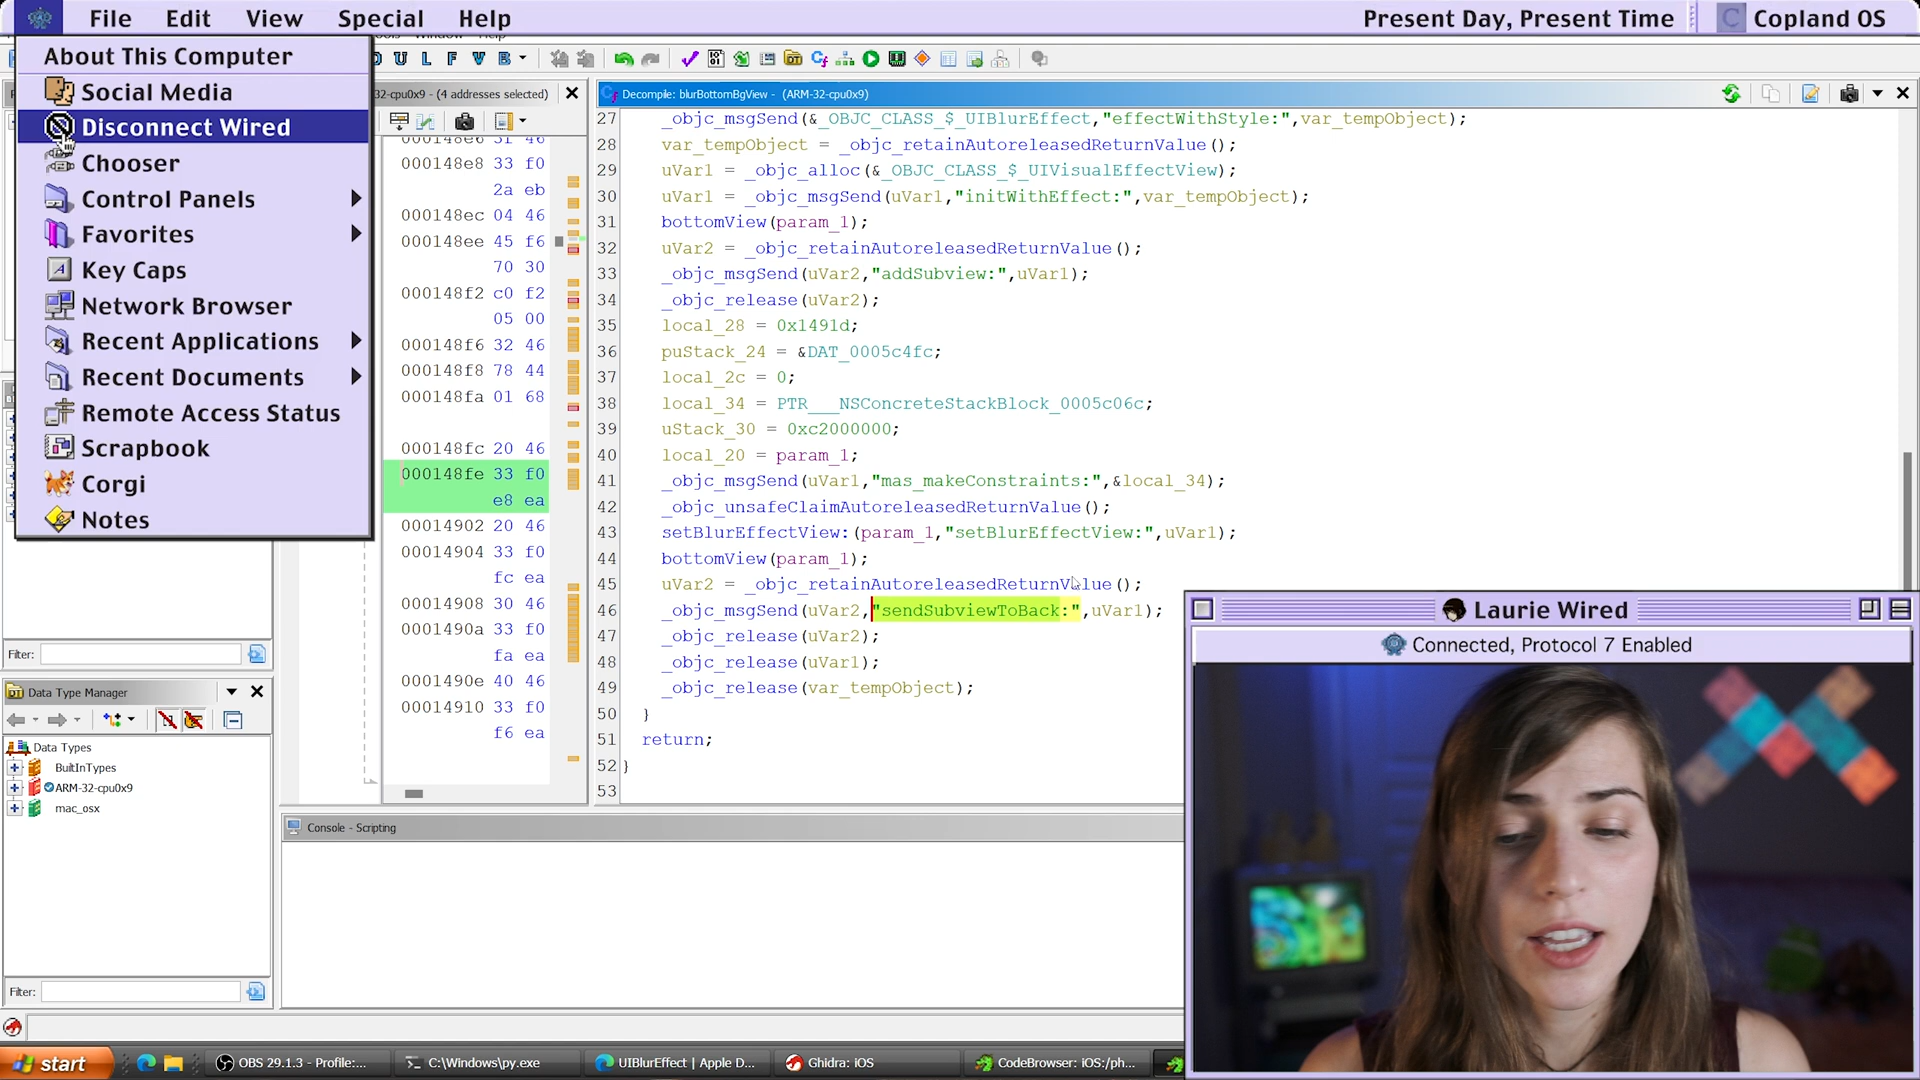 File Edit View Special Help
Present Day, Present Time
Copland OS
About This Computer
Social Media
Disconnect Wired
Chooser
Control Panels
Favorites
Key Caps
Network Browser
Recent Applications
Recent Documents
Remote Access Status
Scrapbook
Corgi
Notes
U L F V B
32-cpu0x9 - (4 addresses selected)
000148e8 33 f0
2a eb
000148ec 04 46
000148ee 45 f6
70 30
000148f2 c0 f2
05 00
000148f6 32 46
000148f8 78 44
000148fa 01 68
000148fc 20 46
000148fe 33 f0
e8 ea
00014902 20 46
00014904 33 f0
fc ea
00014908 30 46
0001490a 33 f0
fa ea
0001490e 40 46
00014910 33 f0
f6 ea
Decompile: blurBottomBgView - (ARM-32-cpu0x9)
27 _objc_msgSend(&_OBJC_CLASS_$_UIBlurEffect,"effectWithStyle:",var_tempObject);
28 var_tempObject = _objc_retainAutoreleasedReturnValue();
29 uVar1 = _objc_alloc(&_OBJC_CLASS_$_UIVisualEffectView);
30 uVar1 = _objc_msgSend(uVar1,"initWithEffect:",var_tempObject);
31 bottomView(param_1);
32 uVar2 = _objc_retainAutoreleasedReturnValue();
33 _objc_msgSend(uVar2,"addSubview:",uVar1);
34 _objc_release(uVar2);
35 local_28 = 0x1491d;
36 puStack_24 = &DAT_0005c4fc;
37 local_2c = 0;
38 local_34 = PTR___NSConcreteStackBlock_0005c06c;
39 uStack_30 = 0xc2000000;
40 local_20 = param_1;
41 _objc_msgSend(uVar1,"mas_makeConstraints:",&local_34);
42 _objc_unsafeClaimAutoreleasedReturnValue();
43 setBlurEffectView:(param_1,"setBlurEffectView:",uVar1);
44 bottomView(param_1);
45 uVar2 = _objc_retainAutoreleasedReturnValue();
46 _objc_msgSend(uVar2,"sendSubviewToBack:",uVar1);
47 _objc_release(uVar2);
48 _objc_release(uVar1);
49 _objc_release(var_tempObject);
50 }
51 return;
52 }
53
Filter:
Data Type Manager
Data Types
BuiltInTypes
ARM-32-cpu0x9
mac_osx
Filter:
Console - Scripting
Laurie Wired
Connected, Protocol 7 Enabled
start
OBS 29.1.3 - Profile:...
C:\Windows\py.exe
UIBlurEffect | Apple D...
Ghidra: iOS
CodeBrowser: iOS:/ph...